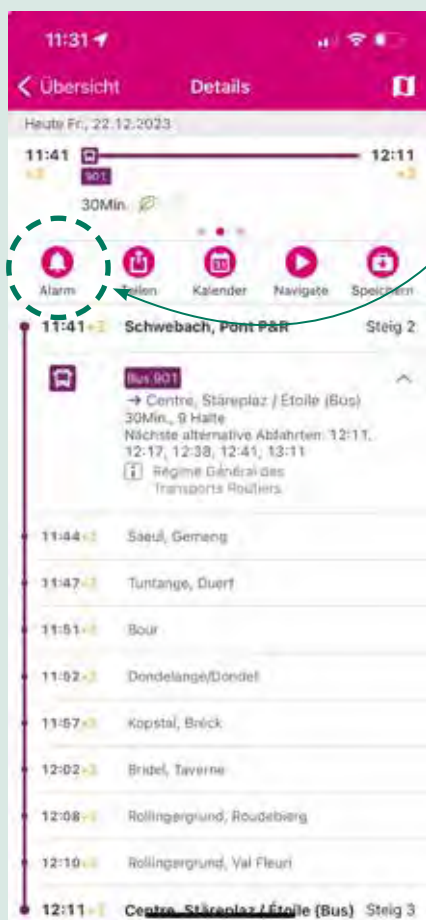 11:31
Übersicht Details
Heute Fr., 22.12.2023
11:41 12:11
+3 +3
901
30Min.
Alarm Teilen Kalender Navigate Speichern
11:41 Schwebach, Pont P&R Steig 2
Bus 901
→ Centre, Stäreplaz / Étoile (Bus)
30Min., 9 Halte
Nächste alternative Abfahrten: 12:11,
12:17, 12:38, 12:41, 13:11
Régime Général des
Transports Routiers
11:44 Saeul, Gemeng
11:47 Tuntange, Duerf
11:51 Bour
11:52 Dondelange/Dondel
11:57 Kopstal, Bréck
12:02 Bridel, Taverne
12:08 Rollingergrund, Roudebierg
12:10 Rollingergrund, Val Fleuri
12:11 Centre, Stäreplaz / Étoile (Bus) Steig 3